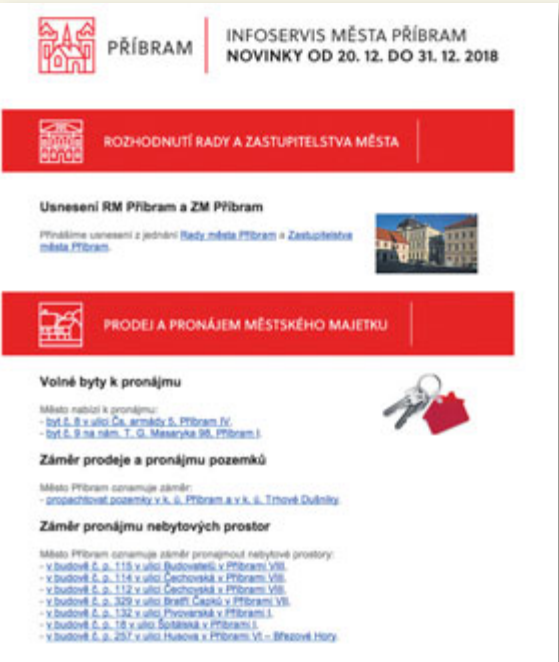 PŘÍBRAM
INFOSERVIS MĚSTA PŘÍBRAM
NOVINKY OD 20. 12. DO 31. 12. 2018
ROZHODNUTÍ RADY A ZASTUPITELSTVA MĚSTA
Usnesení RM Příbram a ZM Příbram
Přinášíme usnesení z jednání Rady města Příbram a Zastupitelstva
města Příbram.
PRODEJ A PRONÁJEM MĚSTSKÉHO MAJETKU
Volné byty k pronájmu
Město nabízí k pronájmu:
- byt č. 8 v ulici Čs. armády 5, Příbram IV,
- byt č. 9 na nám. T. G. Masaryka 98, Příbram I.
Záměr prodeje a pronájmu pozemků
Město Příbram oznamuje záměr:
- propachtovat pozemky v k. ú. Příbram a v k. ú. Trhové Dušníky.
Záměr pronájmu nebytových prostor
Město Příbram oznamuje záměr pronajmout nebytové prostory:
- v budově č. p. 115 v ulici Budovatelů v Příbrami VIII,
- v budově č. p. 114 v ulici Čechovská v Příbrami VIII,
- v budově č. p. 112 v ulici Čechovská v Příbrami VIII,
- v budově č. p. 329 v ulici Bratří Čapků v Příbrami VII,
- v budově č. p. 132 v ulici Pivovarská v Příbrami I,
- v budově č. p. 18 v ulici Špitálská v Příbrami I,
- v budově č. p. 257 v ulici Husova v Příbrami VI – Březové Hory.